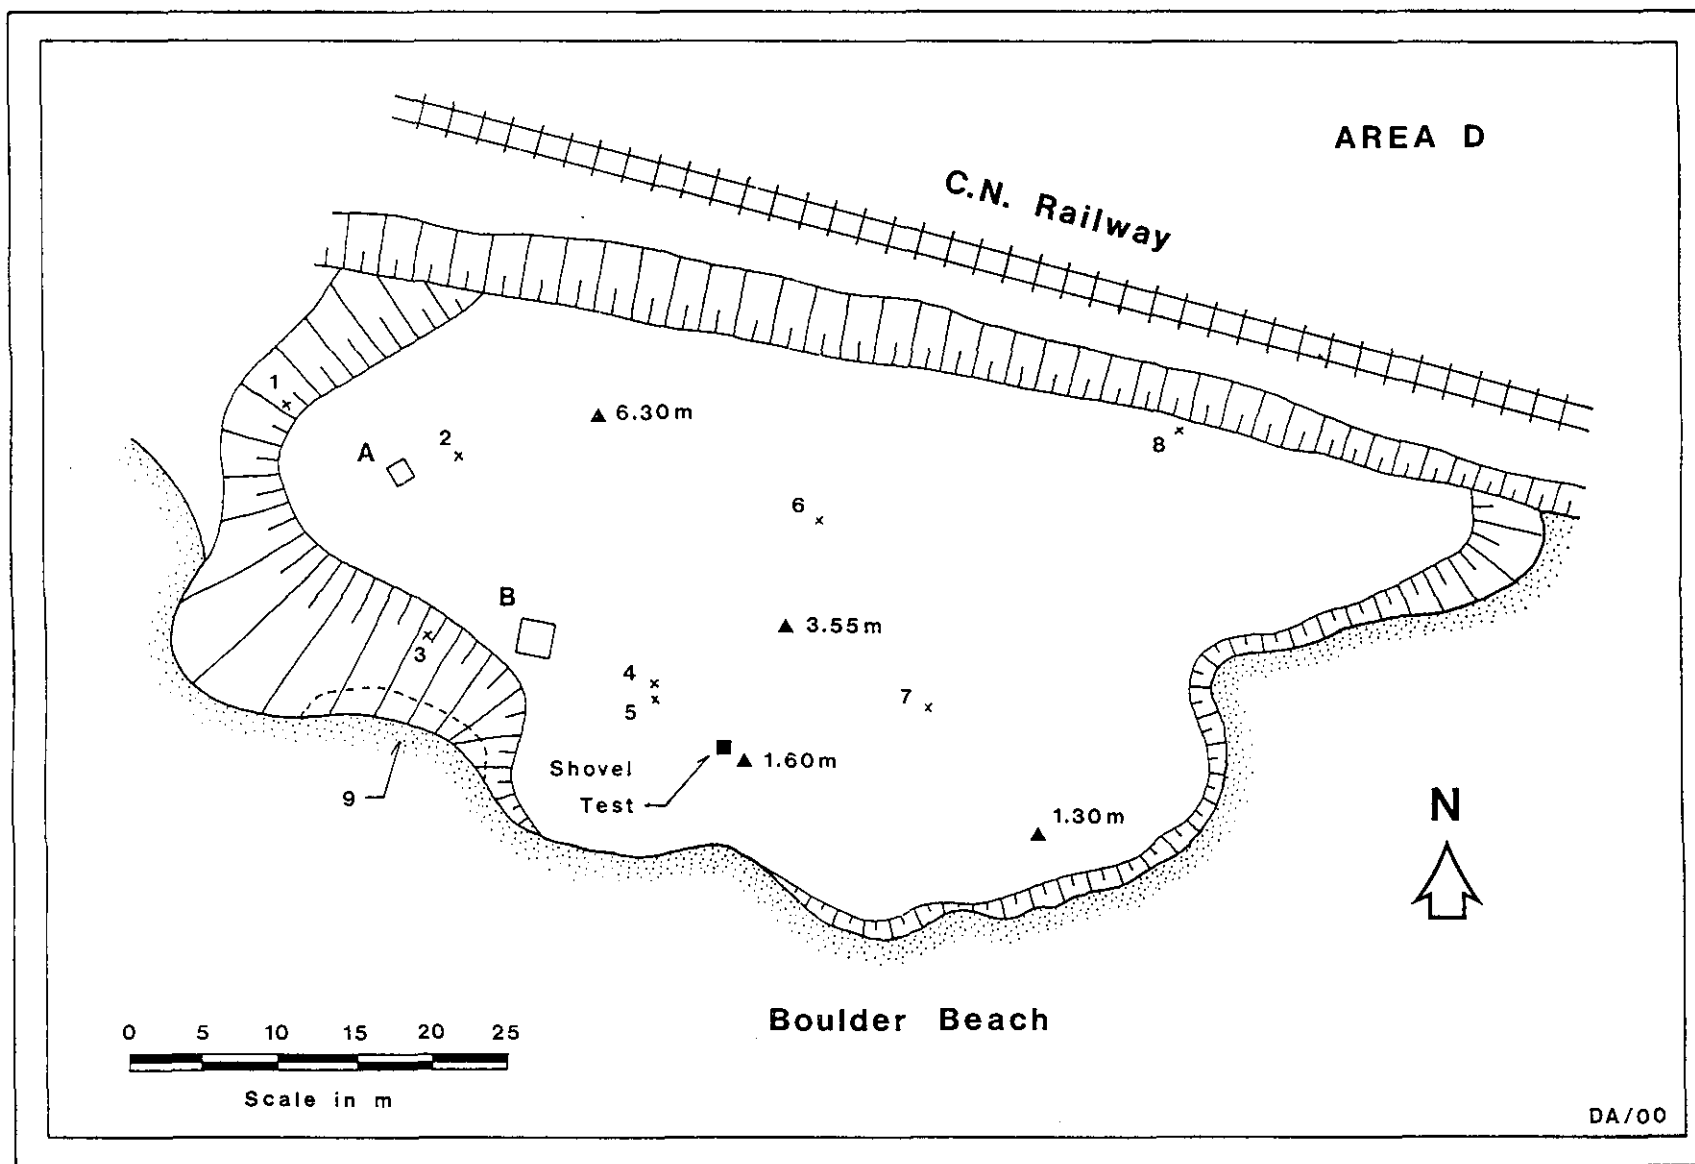 AREA D
C.N. Railway
1
6.30m
2
A
8
6
B
3.55m
3
4
5
7
Shovel
Test
1.60m
9
1.30m
N
Boulder Beach
0 5 10 15 20 25
Scale in m
DA/00